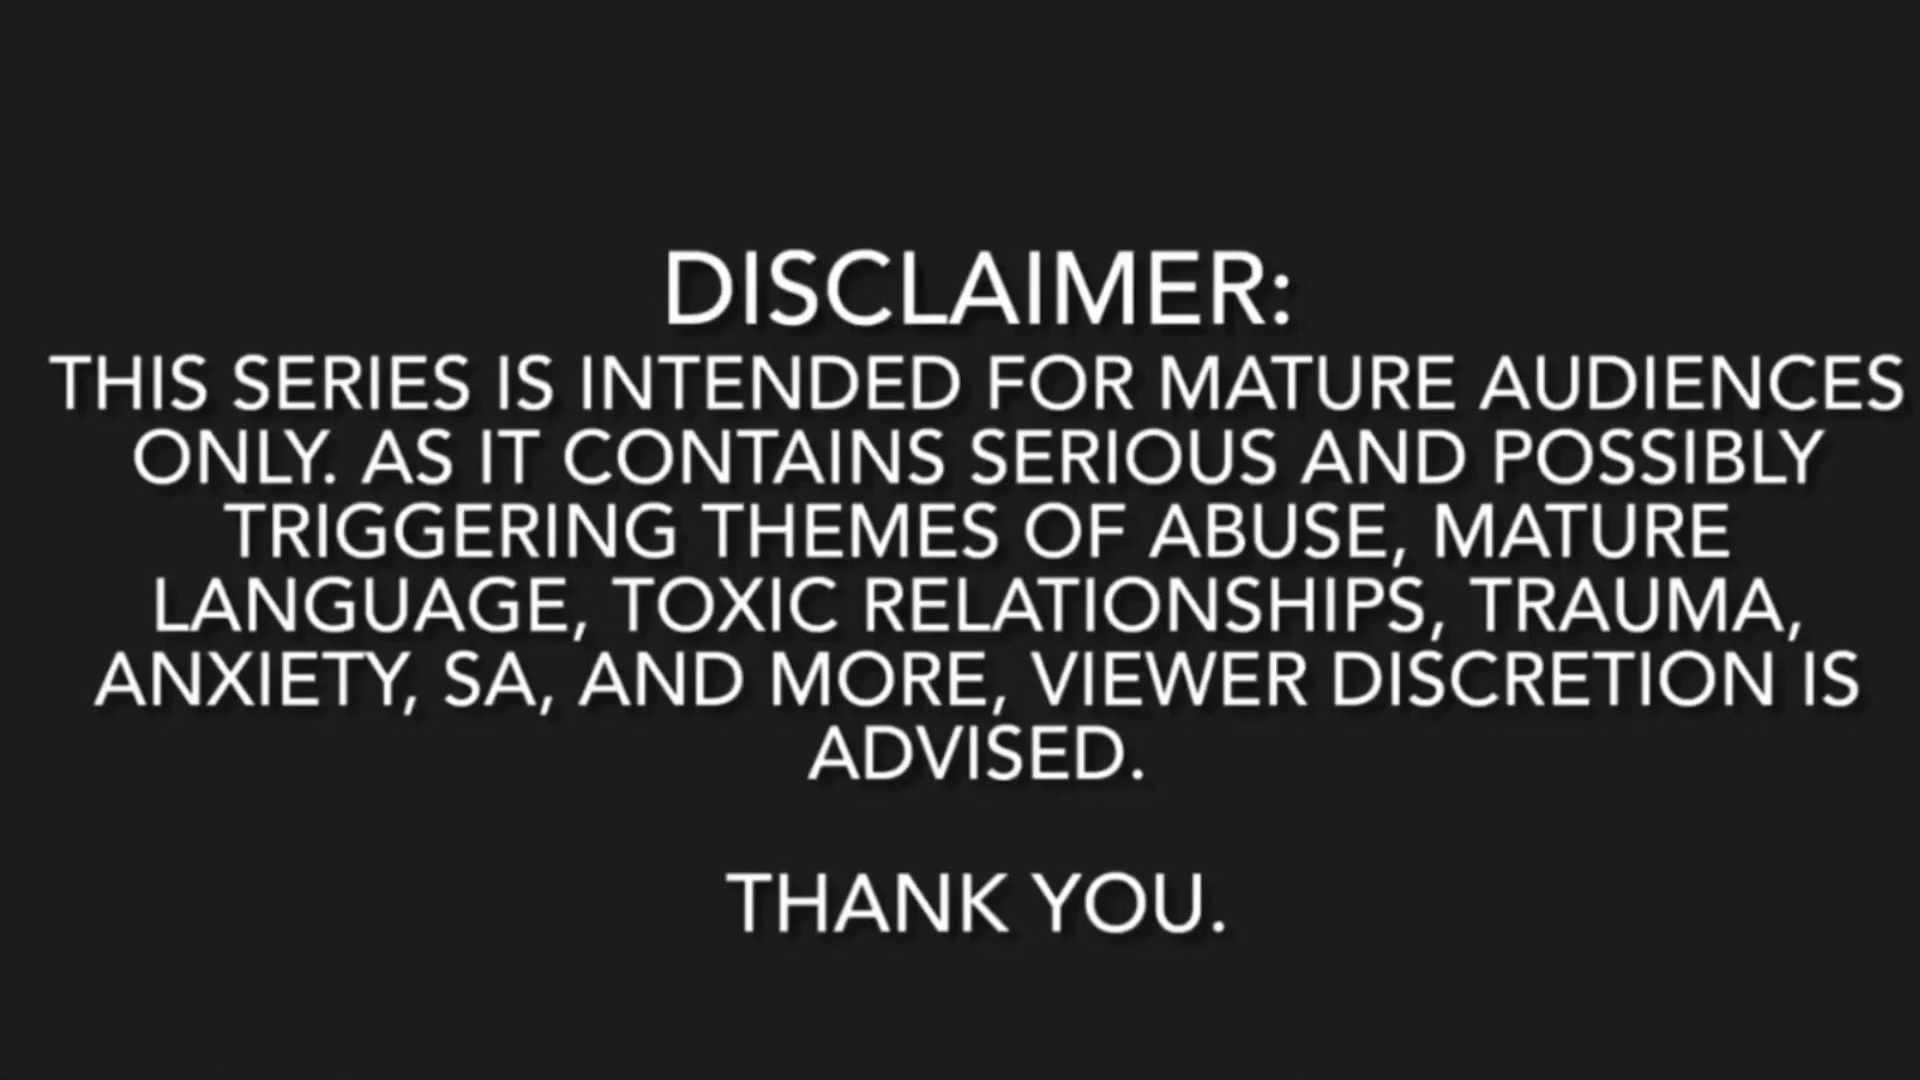 DISCLAIMER:
THIS SERIES IS INTENDED FOR MATURE AUDIENCES
ONLY. AS IT CONTAINS SERIOUS AND POSSIBLY
TRIGGERING THEMES OF ABUSE, MATURE
LANGUAGE, TOXIC RELATIONSHIPS, TRAUMA,
ANXIETY, SA, AND MORE, VIEWER DISCRETION IS
ADVISED.
THANK YOU.